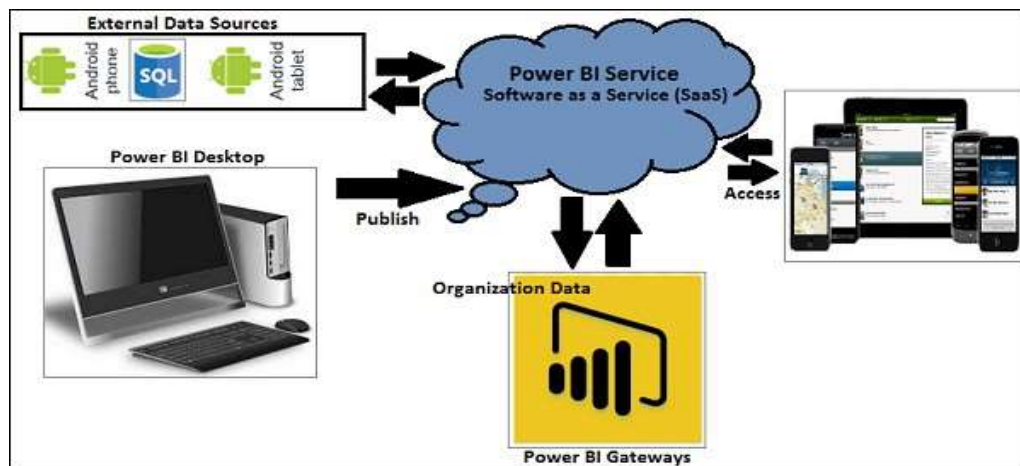 External Data Sources
Android
phone
SQL
Android
tablet
Power BI Service
Software as a Service (SaaS)
Power BI Desktop
Publish
Access
Organization Data
Power BI Gateways